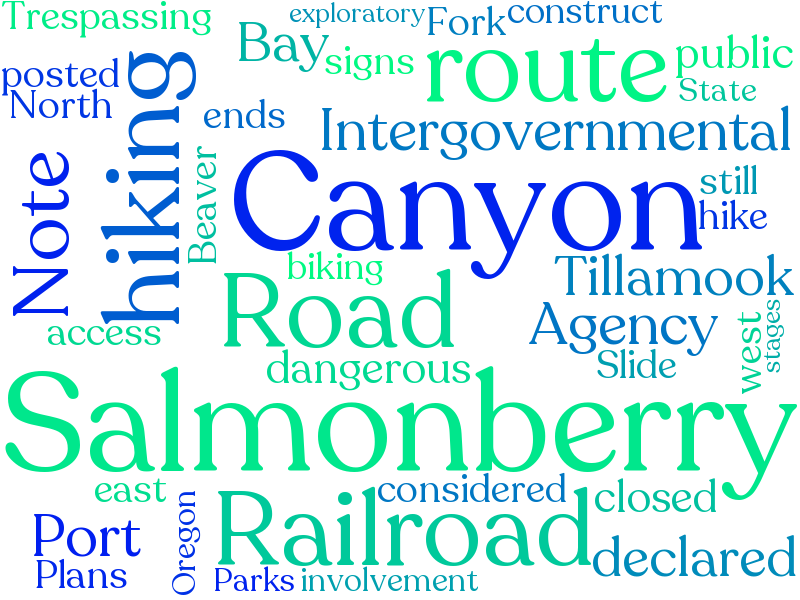 Trespassing
exploratory
Fork
construct
Bay
signs
route
public
posted
North
State
ends
Intergovernmental
hiking
Note
Beaver
Canyon
still
hike
biking
Road
Tillamook
access
Agency
west
stages
dangerous
Slide
Salmonberry
east
considered
closed
Port
Oregon
Railroad
declared
Plans
Parks
involvement